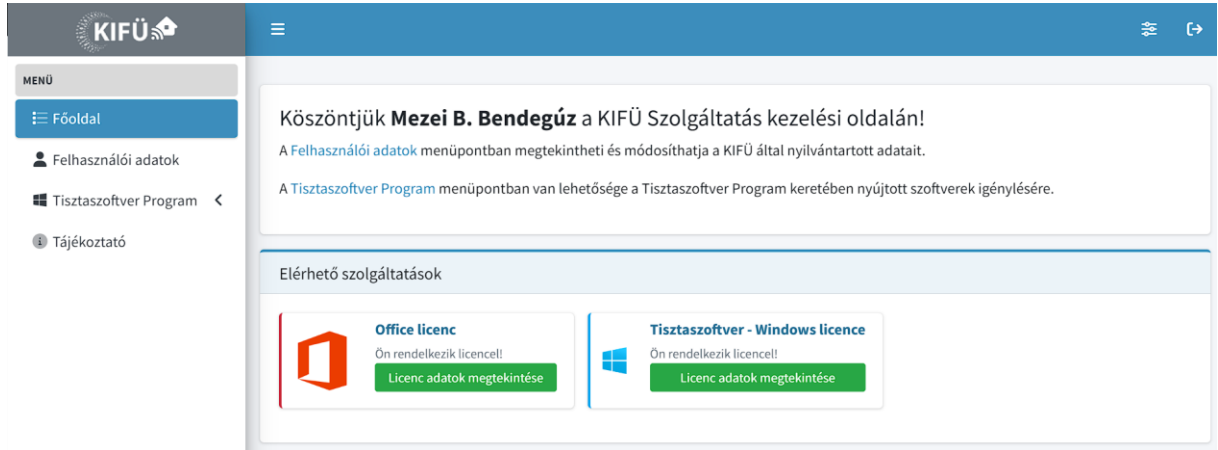 KIFÜ
MENÜ
Főoldal
Felhasználói adatok
Tisztaszoftver Program
Tájékoztató
Köszöntjük Mezei B. Bendegúz a KIFÜ Szolgáltatás kezelési oldalán!
A Felhasználói adatok menüpontban megtekintheti és módosíthatja a KIFÜ által nyilvántartott adatait.
A Tisztaszoftver Program menüpontban van lehetősége a Tisztaszoftver Program keretében nyújtott szoftverek igénylésére.
Elérhető szolgáltatások
Office licenc
Ön rendelkezik licencel!
Licenc adatok megtekintése
Tisztaszoftver - Windows licence
Ön rendelkezik licencel!
Licenc adatok megtekintése